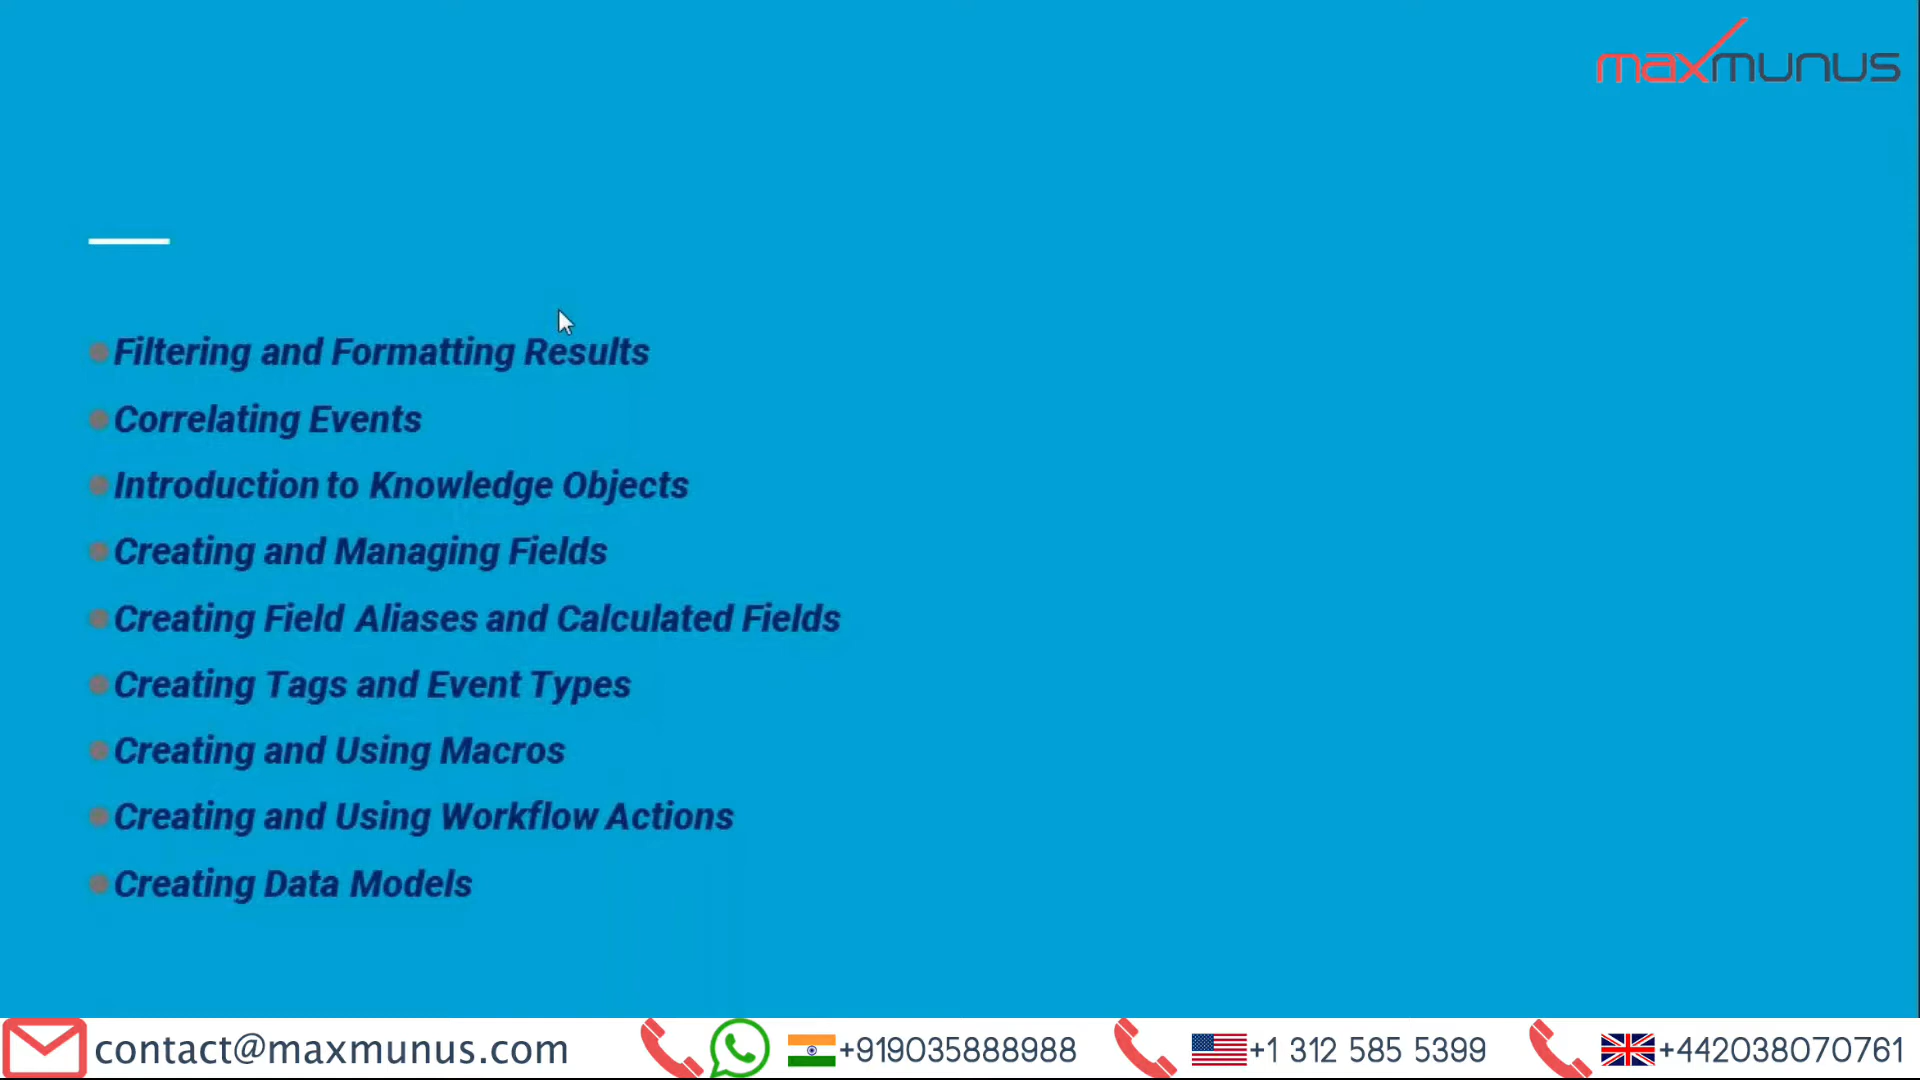 maxmunus
Filtering and Formatting Results
Correlating Events
Introduction to Knowledge Objects
Creating and Managing Fields
Creating Field Aliases and Calculated Fields
Creating Tags and Event Types
Creating and Using Macros
Creating and Using Workflow Actions
Creating Data Models
contact@maxmunus.com +919035888988 +1 312 585 5399 +442038070761